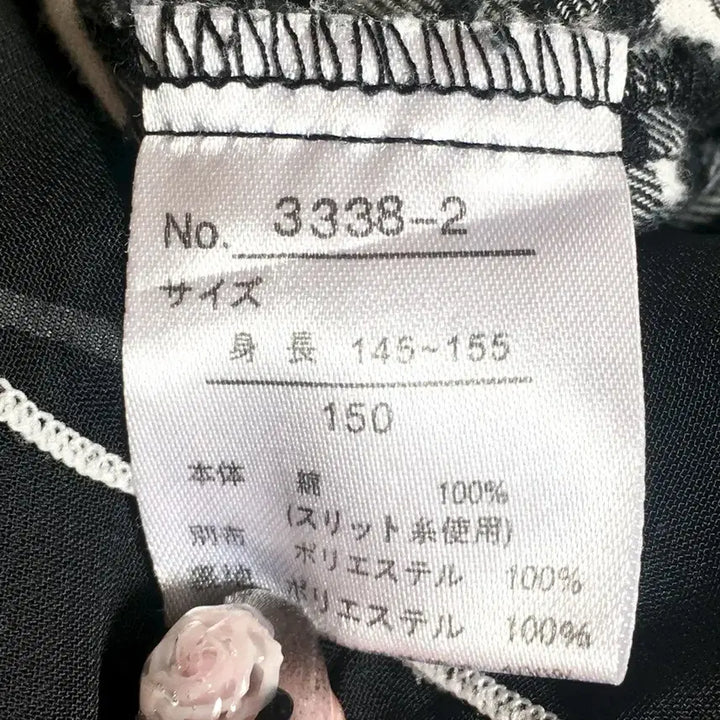 No. 3338-2
サイズ
身長 145~155
150
本体 綿 100%
(スリット糸使用)
別布 ポリエステル 100%
ポリエステル 100%